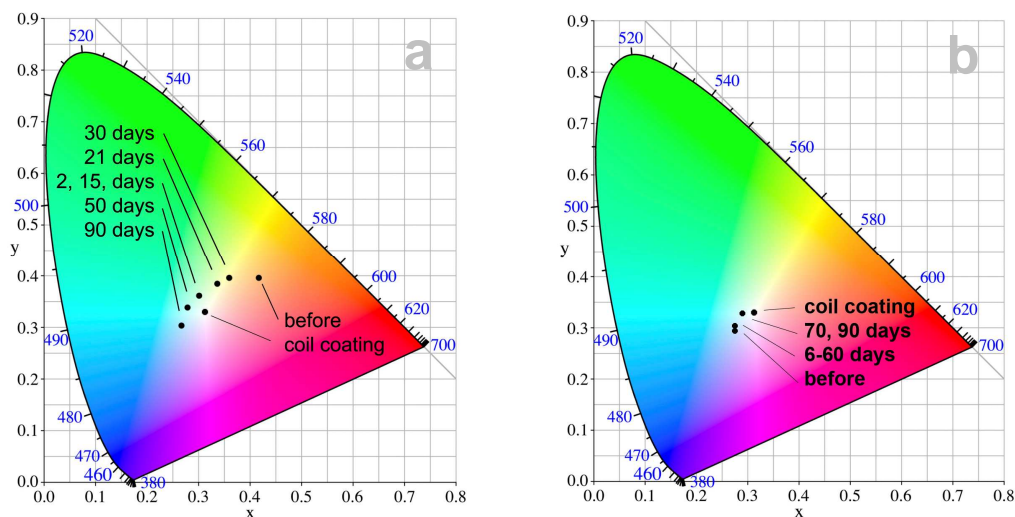 a
0.9
0.8
0.7
0.6
0.5
0.4
0.3
0.2
0.1
0.0
y
0.0 0.1 0.2 0.3 0.4 0.5 0.6 0.7 0.8
x
520
540
560
580
600
620
700
500
490
480
470
460
380
30 days
21 days
2, 15, days
50 days
90 days
before
coil coating
b
0.9
0.8
0.7
0.6
0.5
0.4
0.3
0.2
0.1
0.0
y
0.0 0.1 0.2 0.3 0.4 0.5 0.6 0.7 0.8
x
520
540
560
580
600
620
700
500
490
480
470
460
380
coil coating
70, 90 days
6-60 days
before